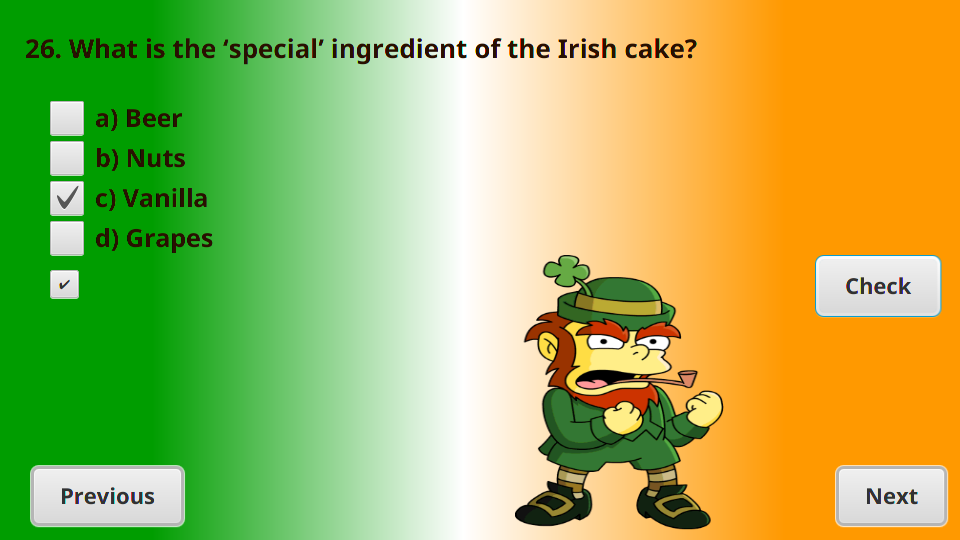 26. What is the ‘special’ ingredient of the Irish cake?
a) Beer
b) Nuts
c) Vanilla
d) Grapes
Check
Previous
Next